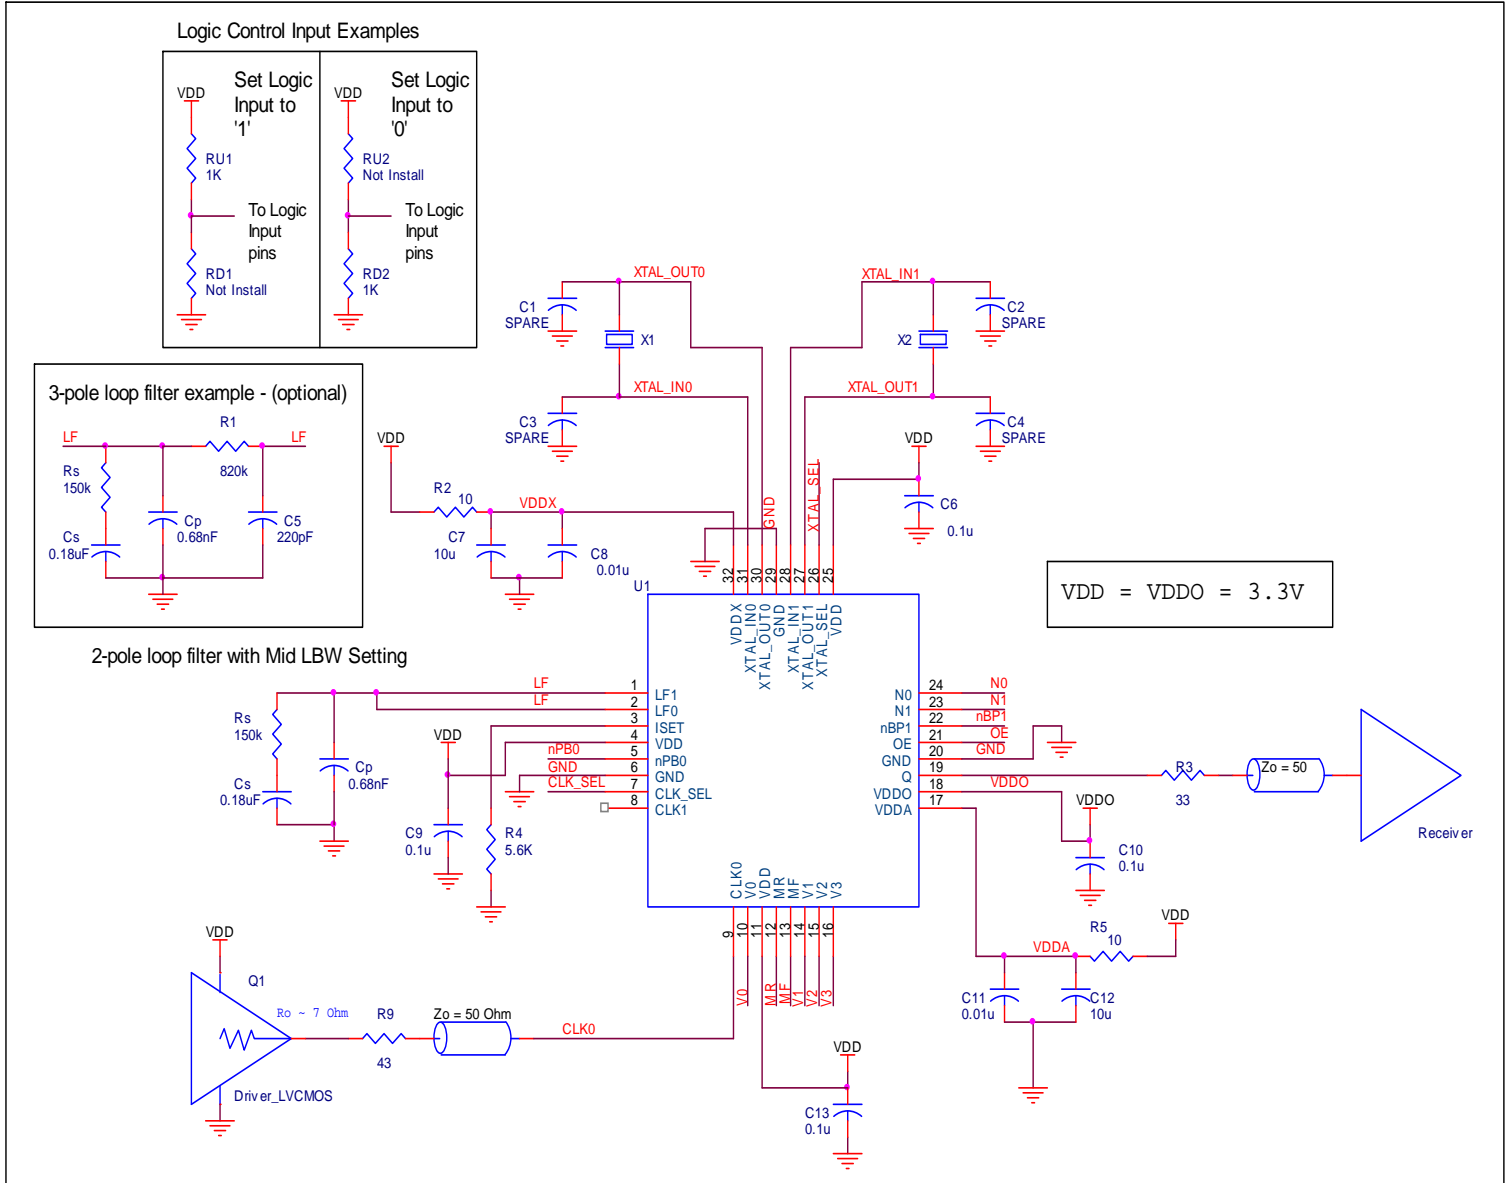 Logic Control Input Examples
Set Logic
Input to
'1'
VDD
RU1
1K
To Logic
Input
pins
RD1
Not Install
Set Logic
Input to
'0'
VDD
RU2
Not Install
To Logic
Input
pins
RD2
1K
3-pole loop filter example - (optional)
LF
R1
LF
820k
Rs
150k
Cs
0.18uF
Cp
0.68nF
C5
220pF
XTAL_OUT0
C1
SPARE
X1
XTAL_IN0
C3
SPARE
XTAL_IN1
C2
SPARE
X2
XTAL_OUT1
C4
SPARE
VDD
R2
10
VDDX
C7
10u
C8
0.01u
GND
XTAL_SEL
VDD
C6
0.1u
VDD = VDDO = 3.3V
U1
32
31
30
29
28
27
26
25
VDDX
XTAL_IN0
XTAL_OUT0
GND
XTAL_IN1
XTAL_OUT1
XTAL_SEL
VDD
2-pole loop filter with Mid LBW Setting
Rs
150k
Cs
0.18uF
Cp
0.68nF
LF
LF
VDD
nPB0
GND
CLK_SEL
C9
0.1u
R4
5.6K
1
2
3
4
5
6
7
8
LF1
LF0
ISET
VDD
nPB0
GND
CLK_SEL
CLK1
N0
N1
nBP1
OE
GND
Q
VDDO
VDDA
24
23
22
21
20
19
18
17
N0
N1
nBP1
OE
GND
VDDO
R3
33
Zo = 50
Receiver
VDDO
C10
0.1u
CLK0
V0
VDD
MR
MF
V1
V2
V3
9
10
11
12
13
14
15
16
V0
MR
MF
V1
V2
V3
VDD
R5
10
VDDA
C11
0.01u
C12
10u
VDD
Q1
Ro ~ 7 Ohm
Driver_LVCMOS
R9
43
Zo = 50 Ohm
CLK0
VDD
C13
0.1u